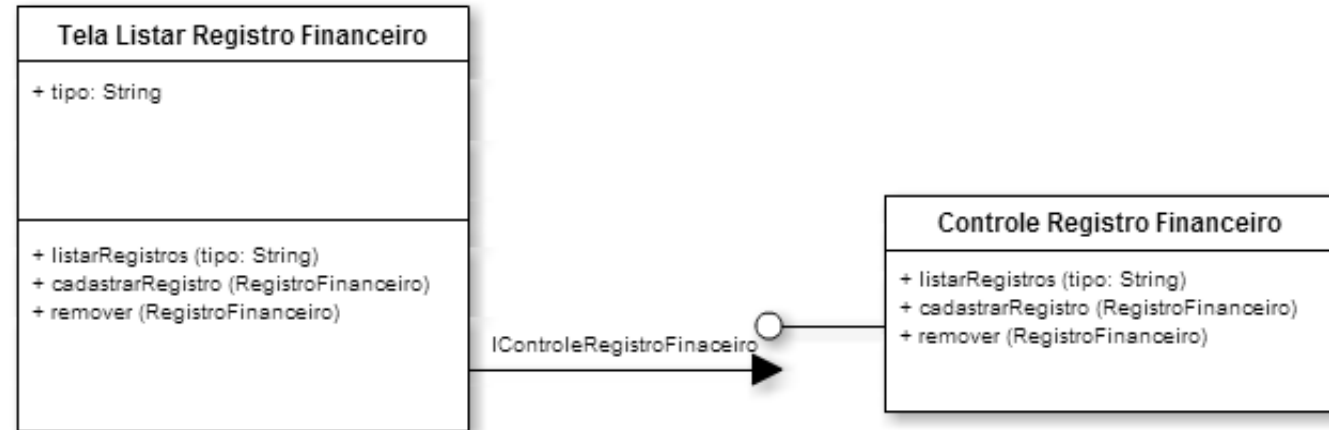 Tela Listar Registro Financeiro
+ tipo: String
+ listarRegistros (tipo: String)
+ cadastrarRegistro (RegistroFinanceiro)
+ remover (RegistroFinanceiro)
IControleRegistroFinaceiro
Controle Registro Financeiro
+ listarRegistros (tipo: String)
+ cadastrarRegistro (RegistroFinanceiro)
+ remover (RegistroFinanceiro)